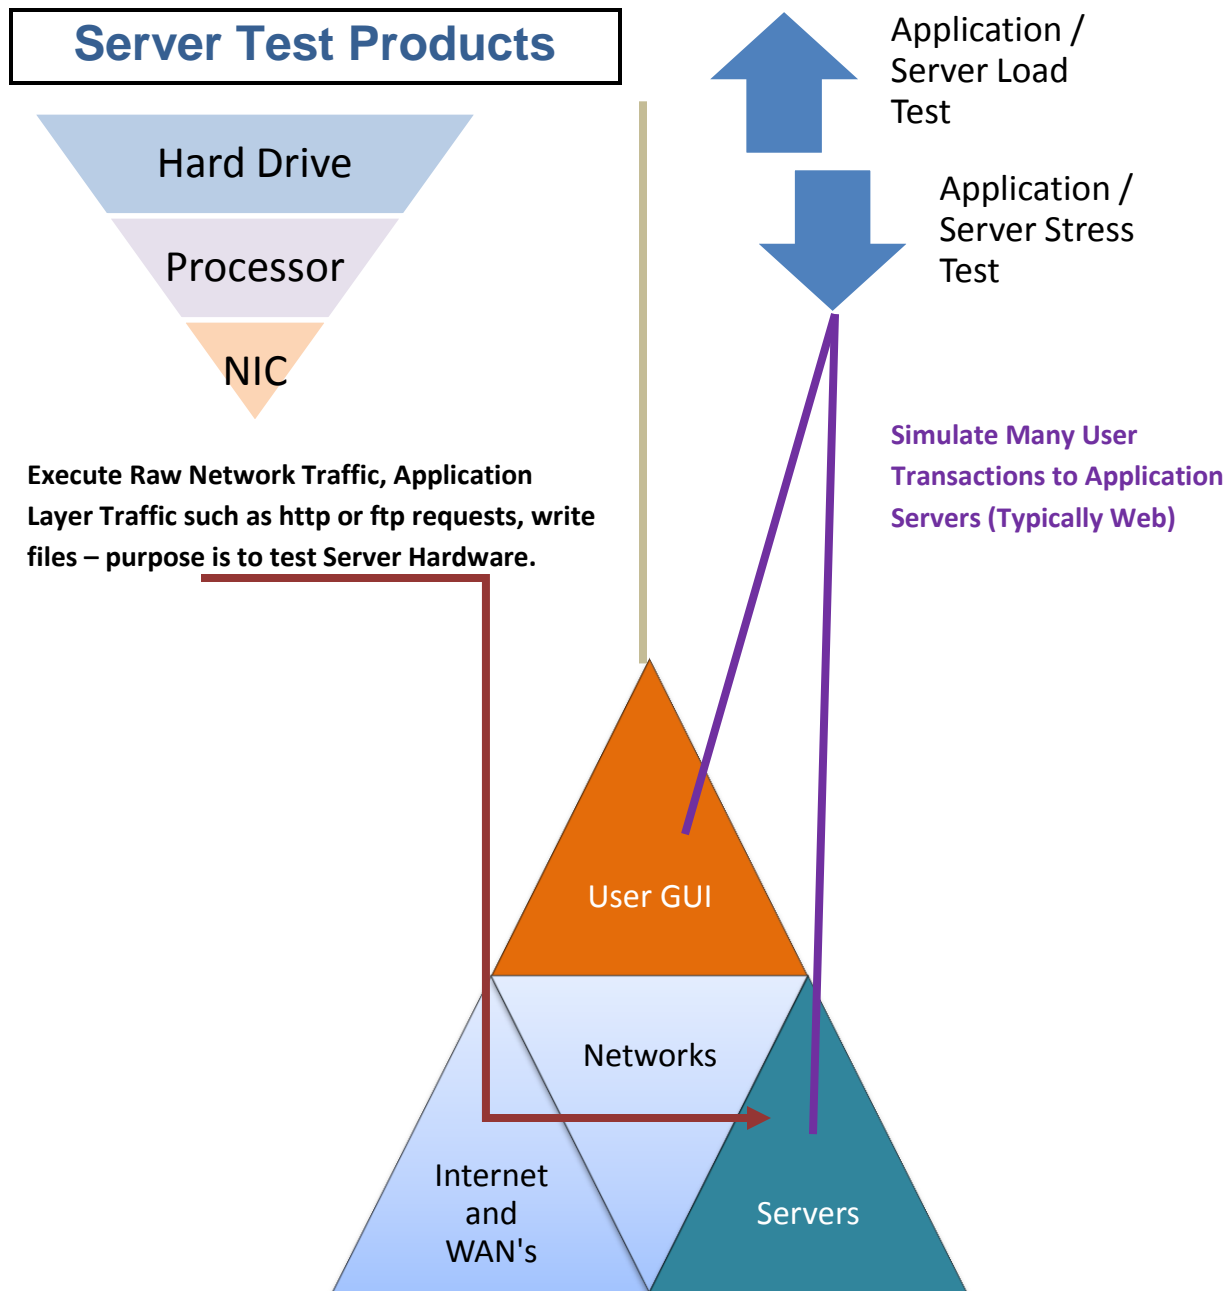 Server Test Products
Hard Drive
Processor
NIC
Execute Raw Network Traffic, Application
Layer Traffic such as http or ftp requests, write
files – purpose is to test Server Hardware.
Application /
Server Load
Test
Application /
Server Stress
Test
Simulate Many User
Transactions to Application
Servers (Typically Web)
User GUI
Networks
Internet
and
WAN's
Servers